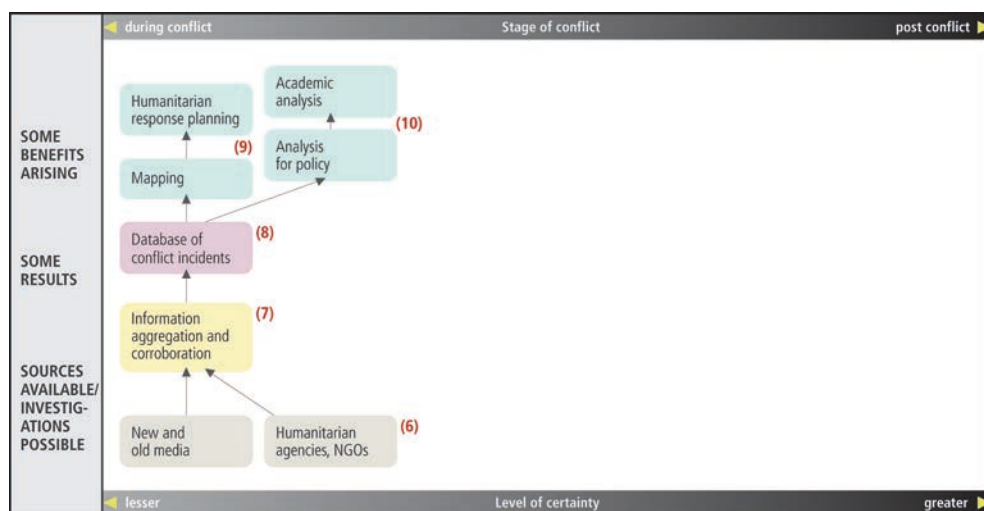 during conflict
Stage of conflict
post conflict
SOME
BENEFITS
ARISING
Humanitarian
response planning
Academic
analysis
(10)
(9)
Analysis
for policy
Mapping
SOME
RESULTS
Database of
conflict incidents
(8)
Information
aggregation and
corroboration
(7)
SOURCES
AVAILABLE/
INVESTIG-
ATIONS
POSSIBLE
New and
old media
Humanitarian
agencies, NGOs
(6)
lesser
Level of certainty
greater